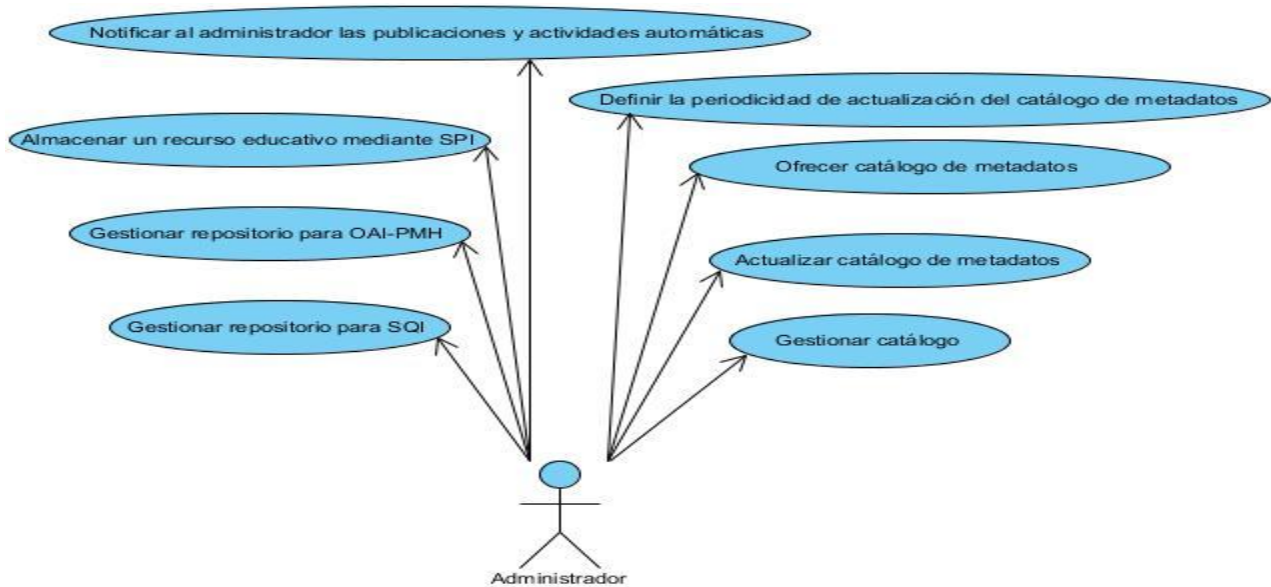 Notificar al administrador las publicaciones y actividades automáticas
Definir la periodicidad de actualización del catálogo de metadatos
Almacenar un recurso educativo mediante SPI
Ofrecer catálogo de metadatos
Gestionar repositorio para OAI-PMH
Actualizar catálogo de metadatos
Gestionar repositorio para SQI
Gestionar catálogo
Administrador